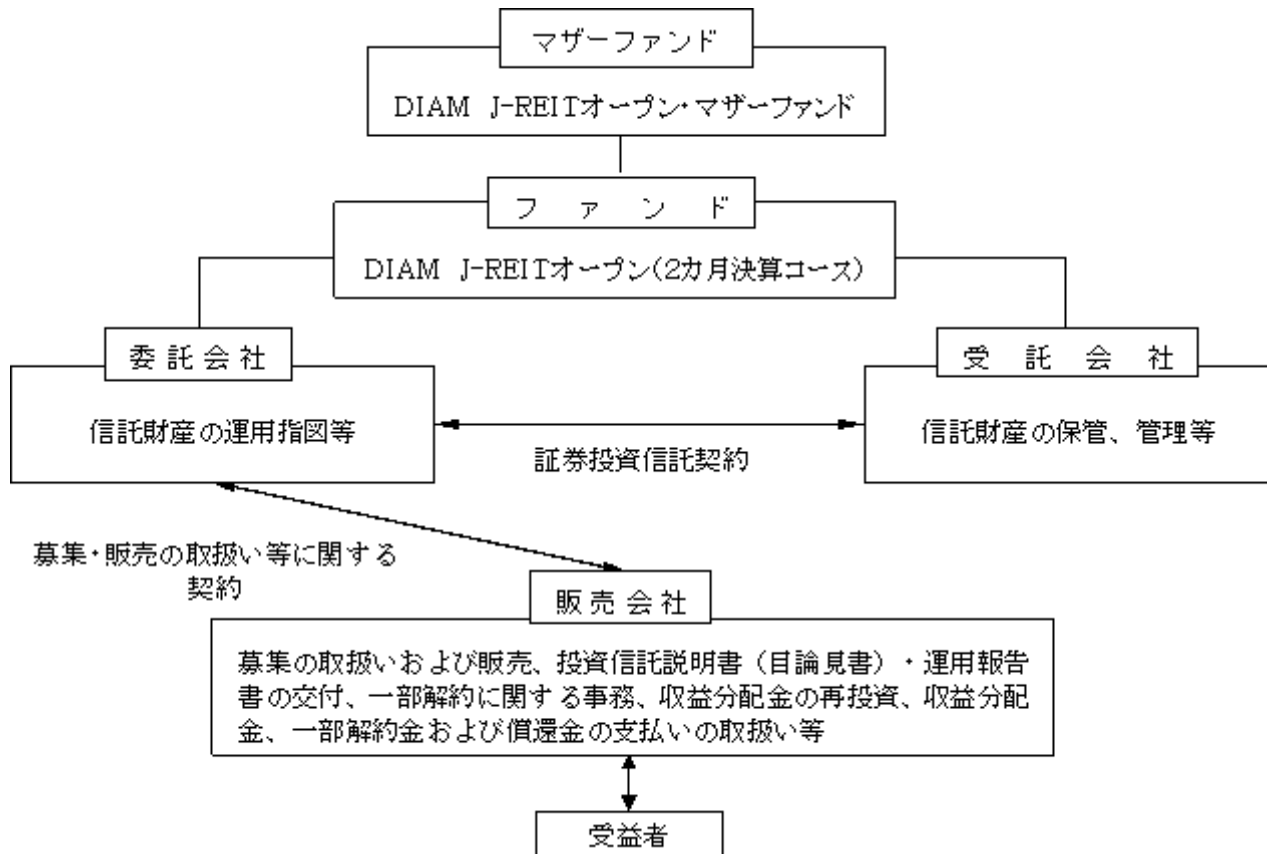 マザーファンド
DIAM J-REITオープン・マザーファンド
ファンド
DIAM J-REITオープン(2カ月決算コース)
委託会社
受託会社
信託財産の運用指図等
信託財産の保管、管理等
証券投資信託契約
募集・販売の取扱い等に関する
契約
販売会社
募集の取扱いおよび販売、投資信託説明書（目論見書）・運用報告
書の交付、一部解約に関する事務、収益分配金の再投資、収益分配
金、一部解約金および償還金の支払いの取扱い等
受益者